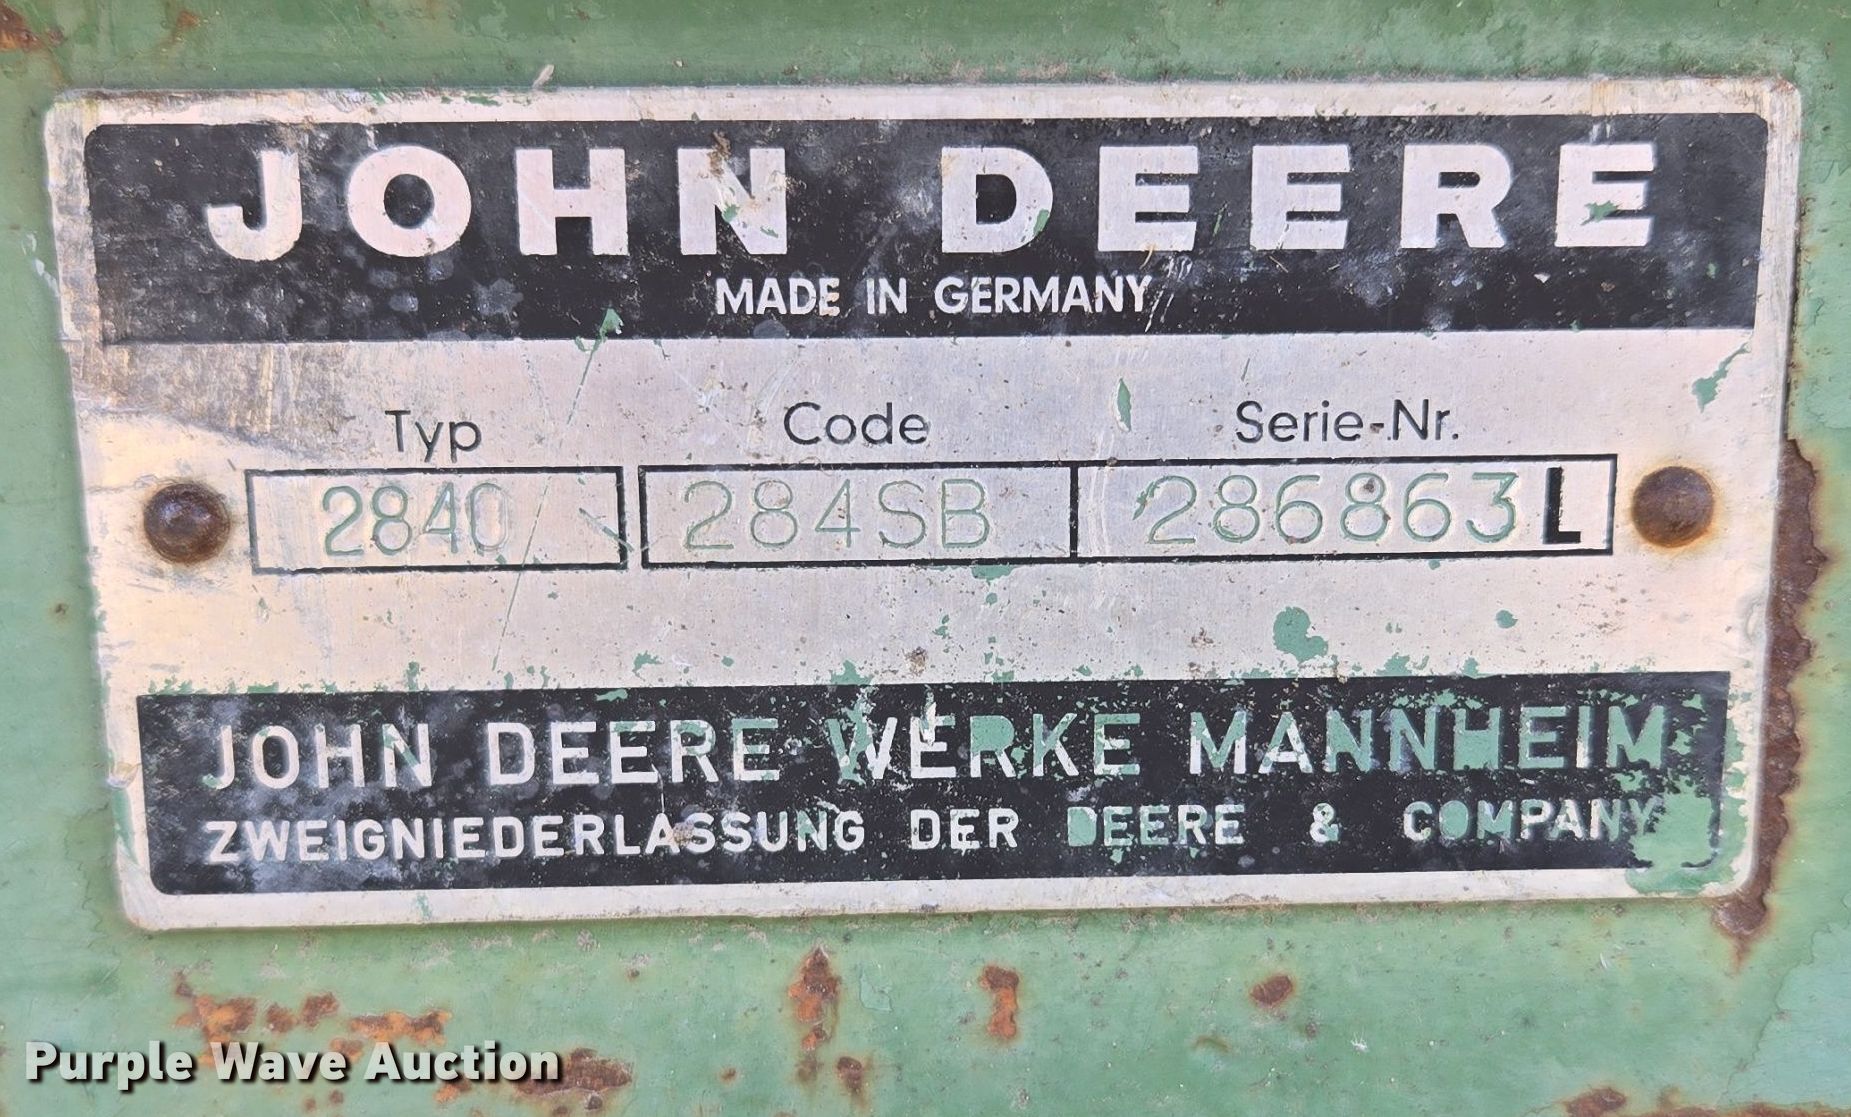 JOHN DEERE
MADE IN GERMANY
Typ Code Serie-Nr.
2840 284SB 286863L
JOHN DEERE WERKE MANNHEIM
ZWEIGNIEDERLASSUNG DER DEERE & COMPANY
Purple Wave Auction